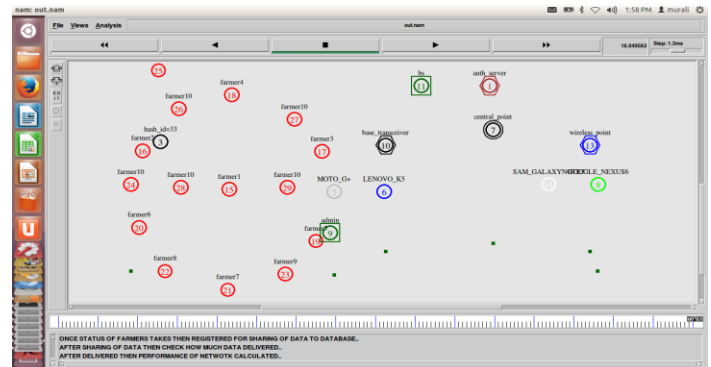 nam: out.nam
1:58 PM murali
File Views Analysis
out.nam
16.049563 Step: 1.3ms
25
farmer4
18
farmer10
26
farmer10
27
bs
11
auth_server
1
hash_id=33
3
16
farmer3
17
base_transceiver
10
central_point
7
wireless_point
13
farmer10
24
farmer10
28
farmer1
15
farmer10
29
MOTO_G+
LENOVO_K5
6
8
farmer6
20
admin
9
19
farmer8
22
farmer9
23
farmer7
21
ONCE STATUS OF FARMERS TAKES THEN REGISTERED FOR SHARING OF DATA TO DATABASE..
AFTER SHARING OF DATA THEN CHECK HOW MUCH DATA DELIVERED..
AFTER DELIVERED THEN PERFORMANCE OF NETWOTK CALCULATED..